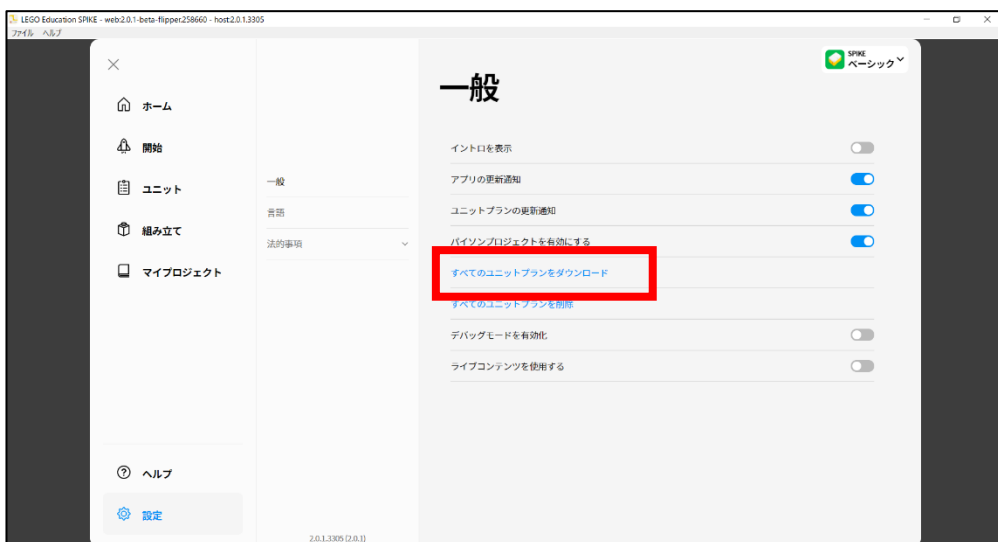 LEGO Education SPIKE - web:2.0.1-beta-flipper.258660 - host:2.0.1.3305
ファイル ヘルプ
SPIKE
ベーシック
ホーム
開始
ユニット
組み立て
マイプロジェクト
ヘルプ
設定
一般
言語
法的事項
2.0.1.3305 (2.0.1)
一般
イントロを表示
アプリの更新通知
ユニットプランの更新通知
パイソンプロジェクトを有効にする
すべてのユニットプランをダウンロード
すべてのユニットプランを削除
デバッグモードを有効化
ライブコンテンツを使用する